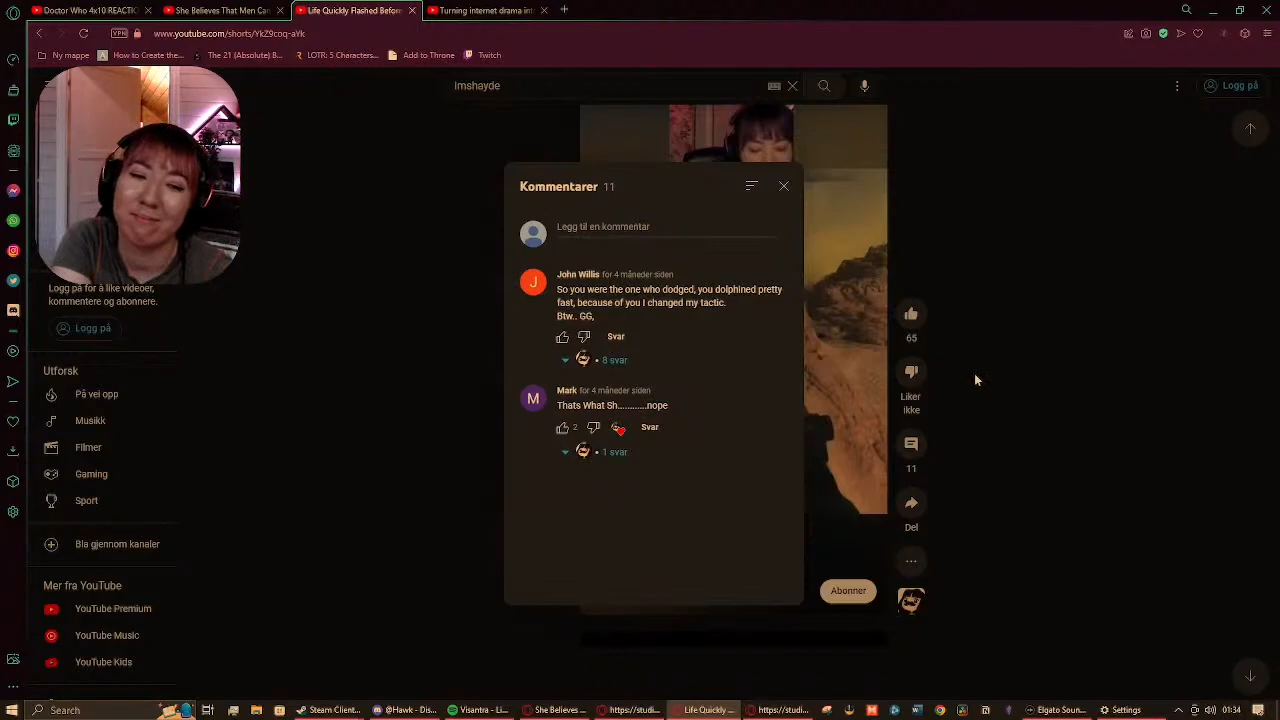 Doctor Who 4x10 REACTIO
She Believes That Men Can
Life Quickly Flashed Before
Turning internet drama int
VPN
www.youtube.com/shorts/YkZ9coq-aYk
Ny mappe
How to Create the...
The 21 (Absolute) B...
LOTR: 5 Characters...
Add to Throne
Twitch
Imshayde
Logg på
Kommentarer 11
Legg til en kommentar
John Willis for 4 måneder siden
So you were the one who dodged, you dolphined pretty
fast, because of you I changed my tactic.
Btw.. GG,
Svar
8 svar
Mark for 4 måneder siden
Thats What Sh............nope
2 Svar
1 svar
Logg på for å like videoer,
kommentere og abonnere.
Logg på
Utforsk
På vei opp
Musikk
Filmer
Gaming
Sport
Bla gjennom kanaler
Mer fra YouTube
YouTube Premium
YouTube Music
YouTube Kids
65
Liker
ikke
11
Del
Abonner
Search
Steam Client...
@Hawk - Dis...
Visantra - Li...
She Believes ...
https://studi...
Life Quickly ...
https://studi...
Elgato Soun...
Settings
00:34